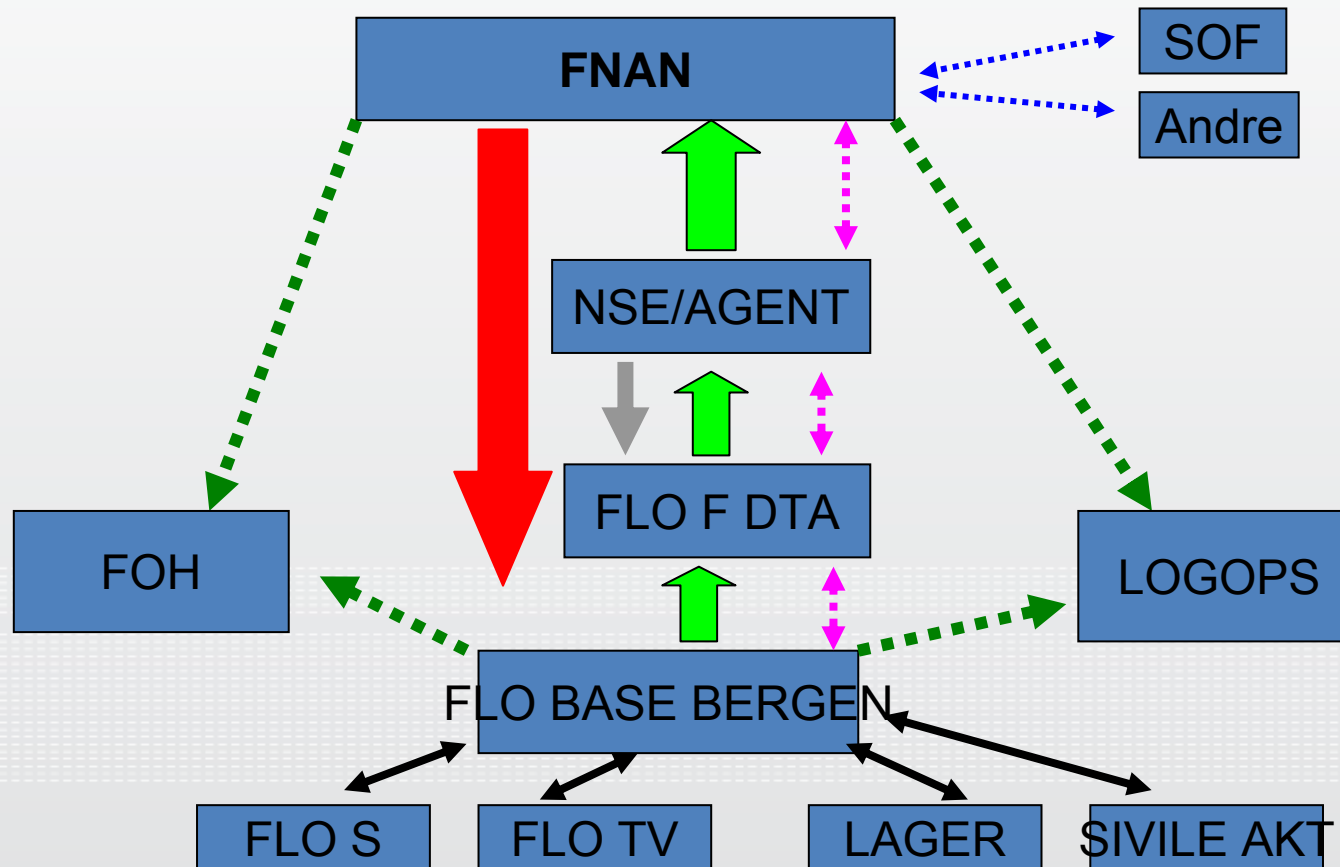 FNAN
SOF
Andre
NSE/AGENT
FLO F DTA
FOH
LOGOPS
FLO BASE BERGEN
FLO S
FLO TV
LAGER
SIVILE AKT